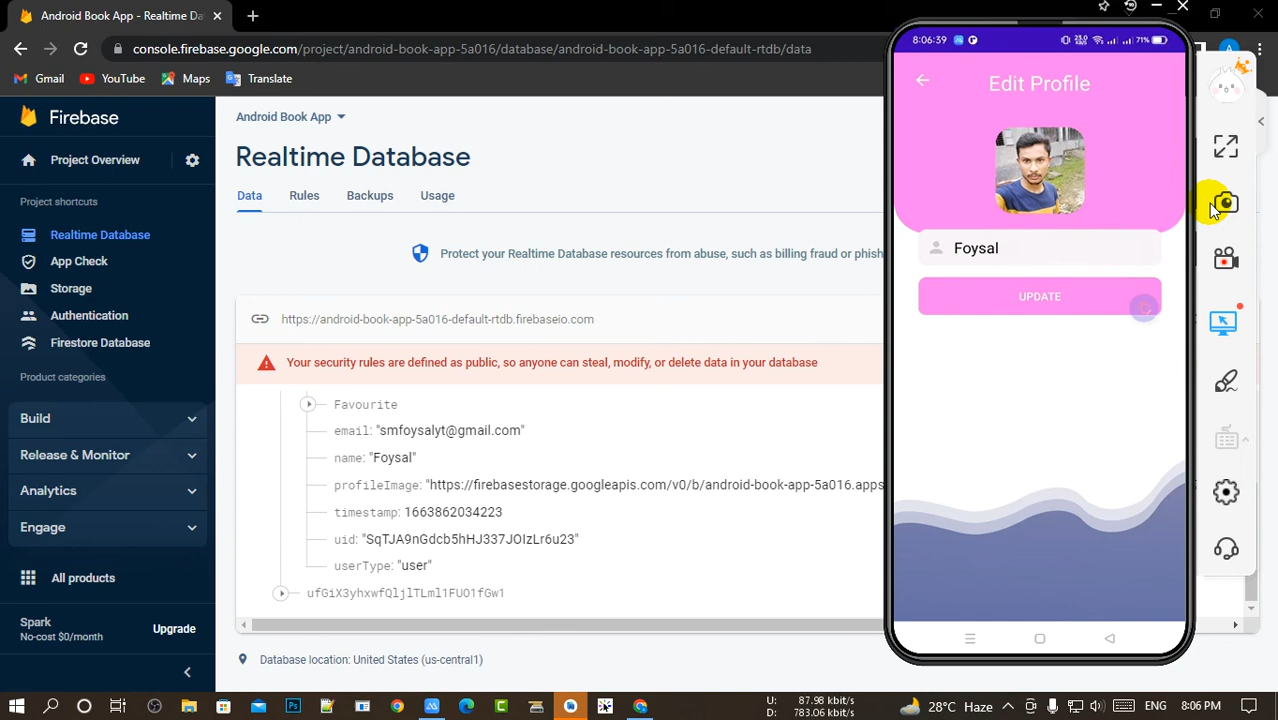 Android Book App - Realtime Da
console.firebase.google.com/project/android-book-app-5a016/database/android-book-app-5a016-default-rtdb/data
Gmail
YouTube
Maps
Translate
Firebase
Project Overview
Project shortcuts
Realtime Database
App Check
Storage
Authentication
Firestore Database
Product categories
Build
Release & Monitor
Analytics
Engage
All products
Spark
No-cost $0/month
Upgrade
Android Book App
Realtime Database
Data
Rules
Backups
Usage
Protect your Realtime Database resources from abuse, such as billing fraud or phish
https://android-book-app-5a016-default-rtdb.firebaseio.com
Your security rules are defined as public, so anyone can steal, modify, or delete data in your database
Favourite
email: "smfoysalyt@gmail.com"
name: "Foysal"
profileImage: "https://firebasestorage.googleapis.com/v0/b/android-book-app-5a016.apps
timestamp: 1663862034223
uid: "SqTJA9nGdcb5hHJ337JOIzLr6u23"
userType: "user"
ufGiX3yhxwfQljlTLml1FUO1fGw1
Database location: United States (us-central1)
8:06:39
71%
Edit Profile
Foysal
UPDATE
U: 87.98 kbit/s
D: 783.06 kbit/s
28°C Haze
ENG
8:06 PM